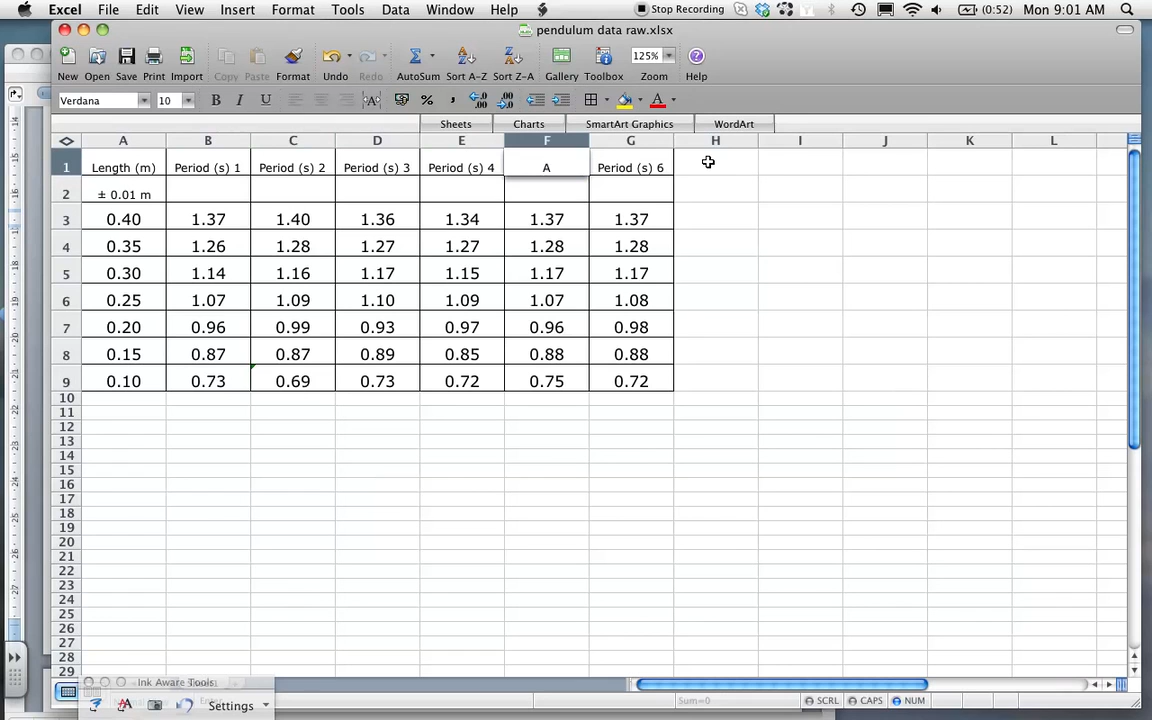 Excel File Edit View Insert Format Tools Data Window Help Stop Recording (0:52) Mon 9:01 AM
pendulum data raw.xlsx
125%
New Open Save Print Import Copy Paste Format Undo Redo AutoSum Sort A-Z Sort Z-A Gallery Toolbox Zoom Help
Verdana 10 B I U ABC % , A
Sheets Charts SmartArt Graphics WordArt
A B C D E F G H I J K L
1 Length (m) Period (s) 1 Period (s) 2 Period (s) 3 Period (s) 4 A Period (s) 6
2 ± 0.01 m
3 0.40 1.37 1.40 1.36 1.34 1.37 1.37
4 0.35 1.26 1.28 1.27 1.27 1.28 1.28
5 0.30 1.14 1.16 1.17 1.15 1.17 1.17
6 0.25 1.07 1.09 1.10 1.09 1.07 1.08
7 0.20 0.96 0.99 0.93 0.97 0.96 0.98
8 0.15 0.87 0.87 0.89 0.85 0.88 0.88
9 0.10 0.73 0.69 0.73 0.72 0.75 0.72
10
11
12
13
14
15
16
17
18
19
20
21
22
23
24
25
26
27
28
29
Ink Aware Tools
Settings Sum=0 SCRL CAPS NUM